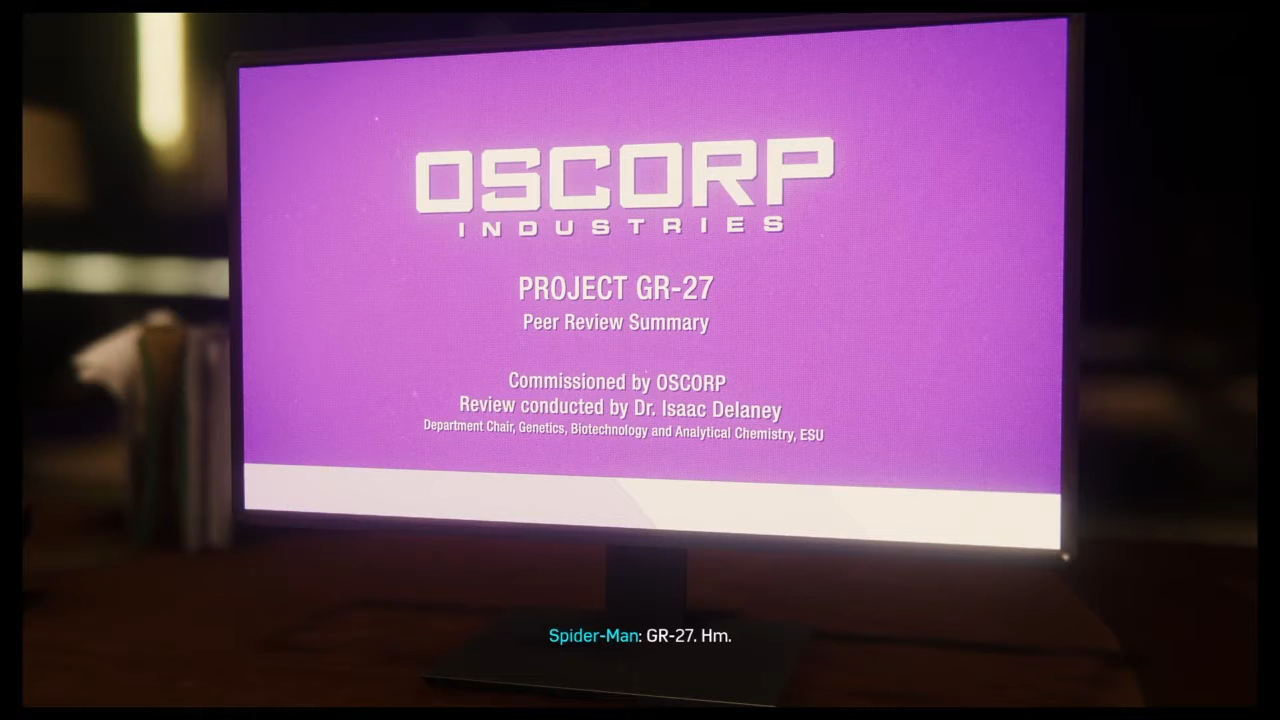 OSCORP
INDUSTRIES
PROJECT GR-27
Peer Review Summary
Commissioned by OSCORP
Review conducted by Dr. Isaac Delaney
Department Chair, Genetics, Biotechnology and Analytical Chemistry, ESU
Spider-Man: GR-27. Hm.